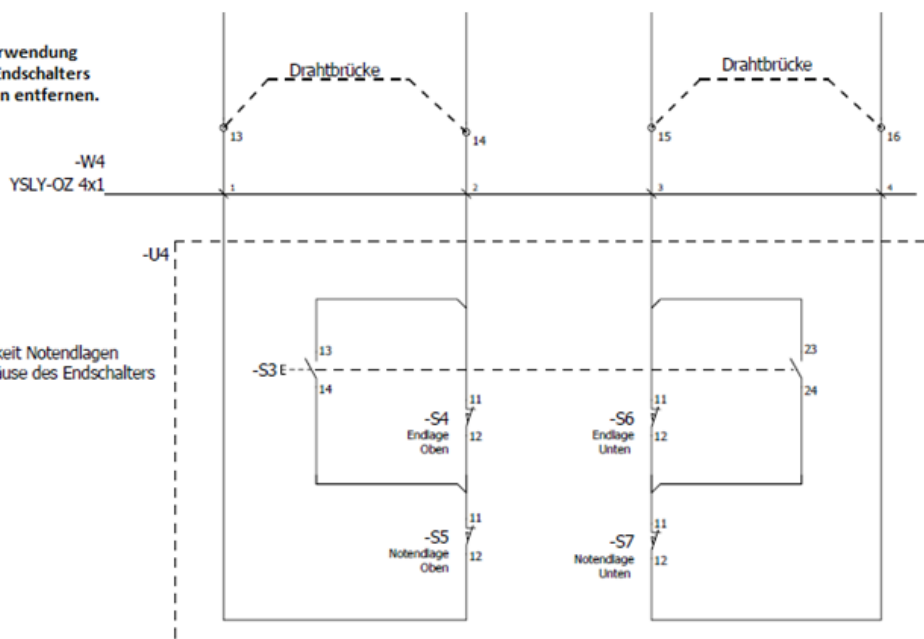 rwendung
Endschalters
n entfernen.
Drahtbrücke
Drahtbrücke
13
14
15
16
-W4
YSLY-OZ 4x1
1
2
3
4
-U4
keit Notendlagen
äuse des Endschalters
-S3 E
13
14
23
24
-S4
Endlage
Oben
11
12
-S6
Endlage
Unten
11
12
-S5
Notendlage
Oben
11
12
-S7
Notendlage
Unten
11
12